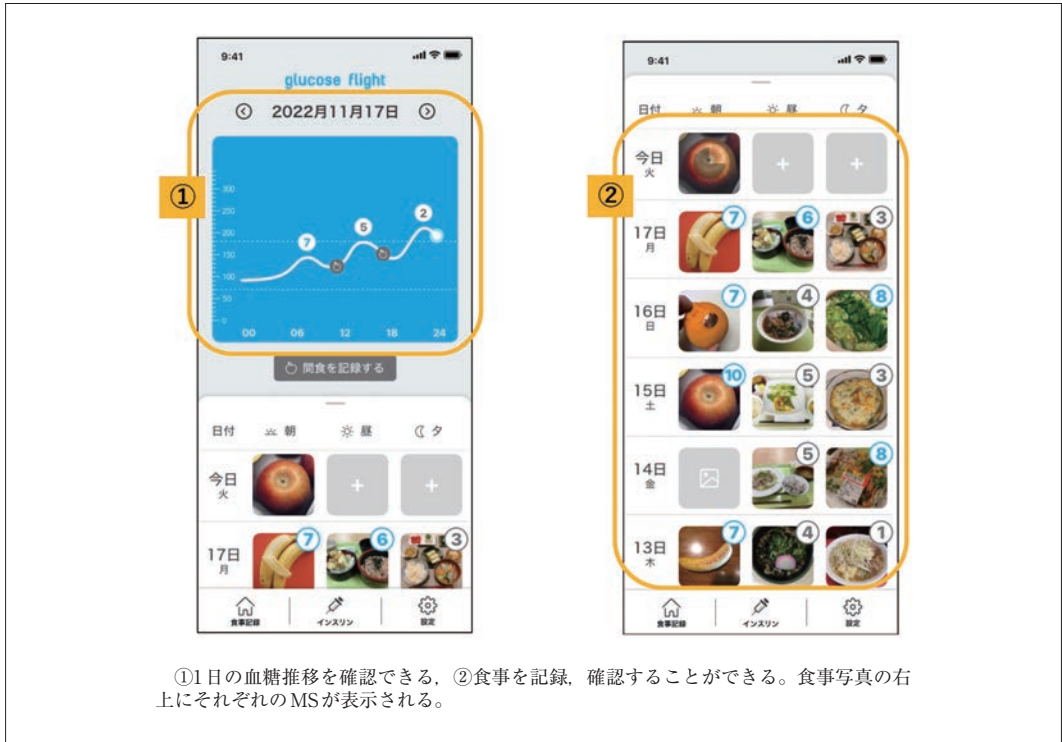 9:41
glucose flight
2022月11月17日
①
300
250
200
150
100
50
0
7
5
2
00 06 12 18 24
間食を記録する
日付 朝 昼 夕
今日
火
17日
月
7 6 3
食事記録 インスリン 設定
9:41
日付 朝 昼 夕
②
今日
火
17日
月
7 6 3
16日
日
7 4 8
15日
土
10 5 3
14日
金
5 8
13日
木
7 4 1
食事記録 インスリン 設定
①1日の血糖推移を確認できる,②食事を記録,確認することができる。食事写真の右
上にそれぞれのMSが表示される。